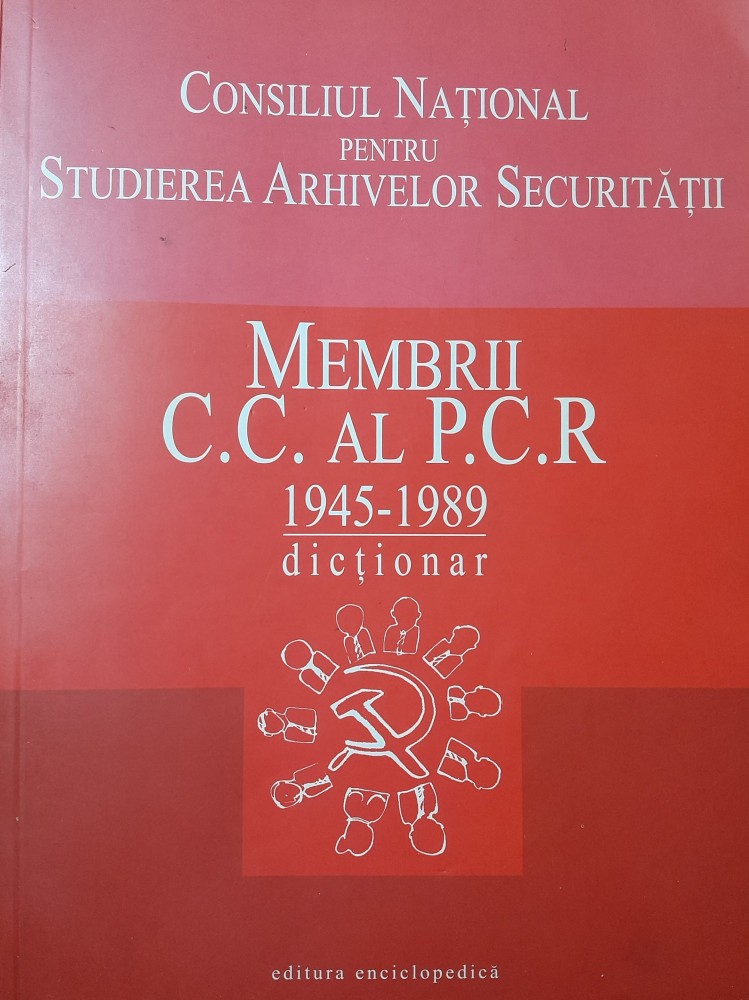 CONSILIUL NAȚIONAL
PENTRU
STUDIEREA ARHIVELOR SECURITĂȚII
MEMBRII
C.C. AL P.C.R
1945-1989
dicționar
editura enciclopedică